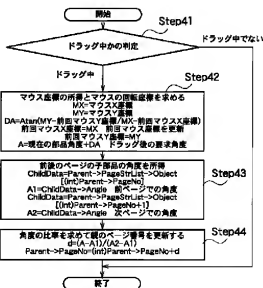 開始
Step41
ドラッグ中かの判定
ドラッグ中でない
ドラッグ中
Step42
マウス座標の所得とマウスの回転座標を求める
MX=マウスX座標
MY=マウスY座標
DA=Atan(MY-前回マウスY座標/MX-前回マウスX座標)
前回マウスX座標=MX 前回マウス座標を更新
前回マウスY座標=MY
A=現在の部品角度+DA ドラッグ後の要求角度
Step43
前後のページの子部品の角度を所得
ChildData=Parent->PageStrList->Object
[(int)Parent->PageNo]
A1=ChildData->Angle 前ページでの角度
ChildData=Parent->PageStrList->Object
[(int)Parent->PageNo+1]
A2=ChildData->Angle 次ページでの角度
Step44
角度の比率を求めて親のページ番号を更新する
d=(A-A1)/(A2-A1)
Parent->PageNo=(int)Parent->PageNo+d
終了